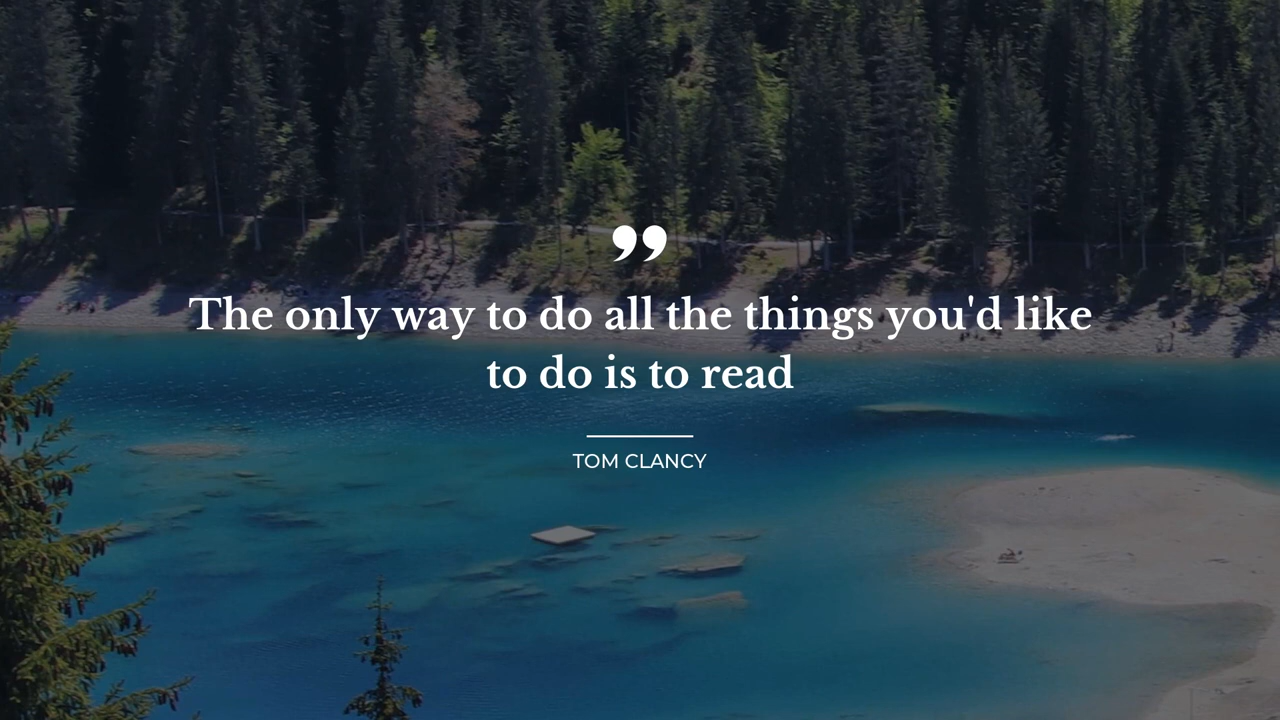 ”
The only way to do all the things you'd like
to do is to read
TOM CLANCY